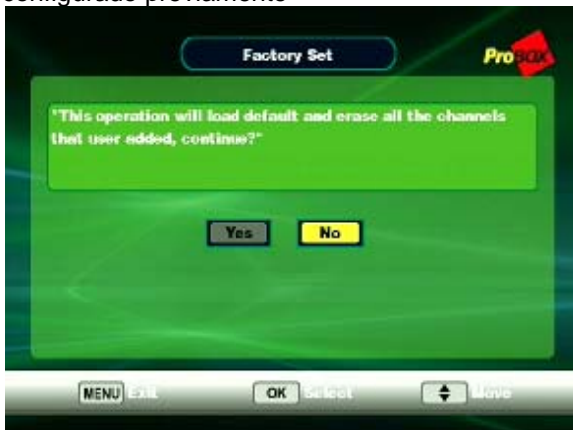 configurado previamente
Factory Set
ProBOX
"This operation will load default and erase all the channels
that user added, continue?"
Yes No
MENU Exit OK Select Move